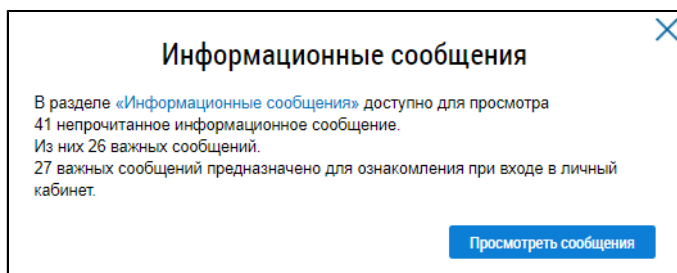 Информационные сообщения
В разделе «Информационные сообщения» доступно для просмотра
41 непрочитанное информационное сообщение.
Из них 26 важных сообщений.
27 важных сообщений предназначено для ознакомления при входе в личный
кабинет.
Просмотреть сообщения